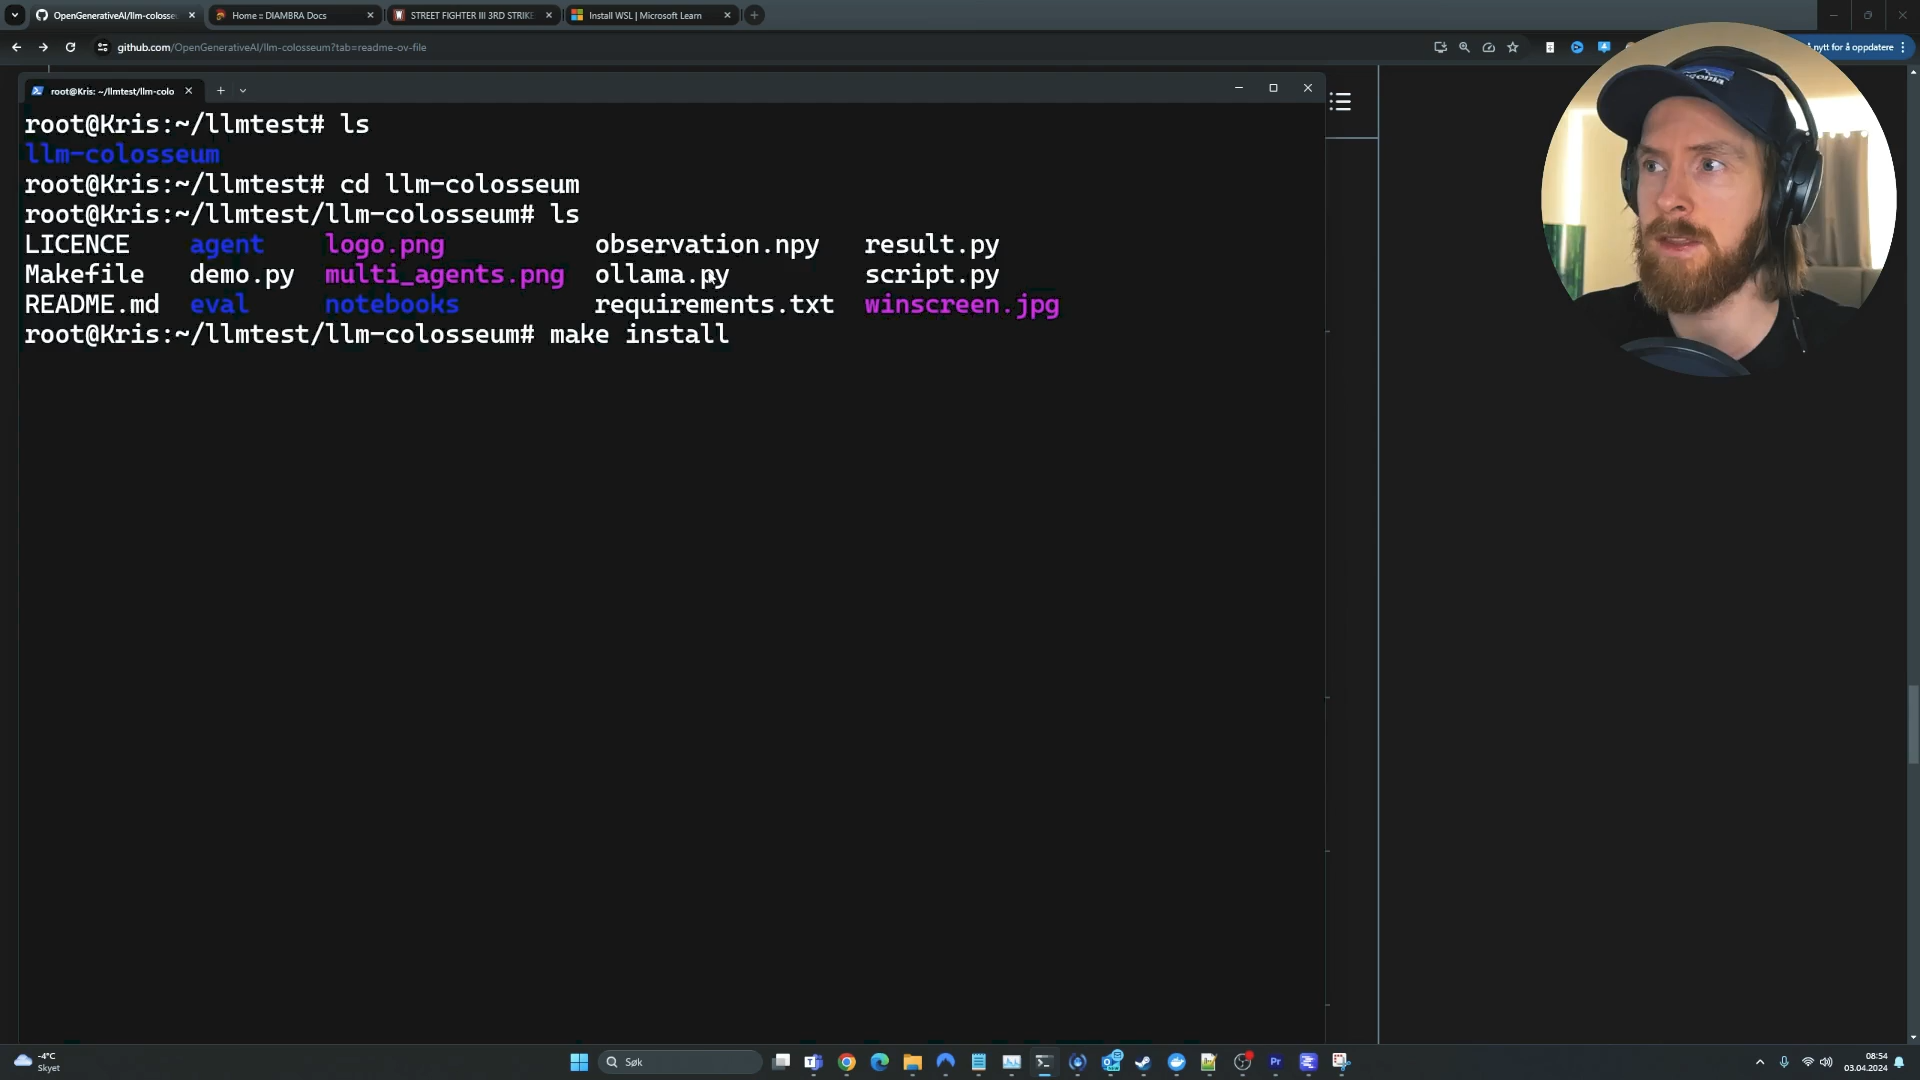 OpenGenerativeAI/llm-colosse
Home :: DIAMBRA Docs
STREET FIGHTER III 3RD STRIKE
Install WSL | Microsoft Learn
github.com/OpenGenerativeAI/llm-colosseum?tab=readme-ov-file
nytt for å oppdatere
root@Kris: ~/llmtest/llm-colo
root@Kris:~/llmtest# ls
llm-colosseum
root@Kris:~/llmtest# cd llm-colosseum
root@Kris:~/llmtest/llm-colosseum# ls
LICENCE agent logo.png observation.npy result.py
Makefile demo.py multi_agents.png ollama.py script.py
README.md eval notebooks requirements.txt winscreen.jpg
root@Kris:~/llmtest/llm-colosseum# make install
-4°C
Skyet
Søk
08:54
03.04.2024